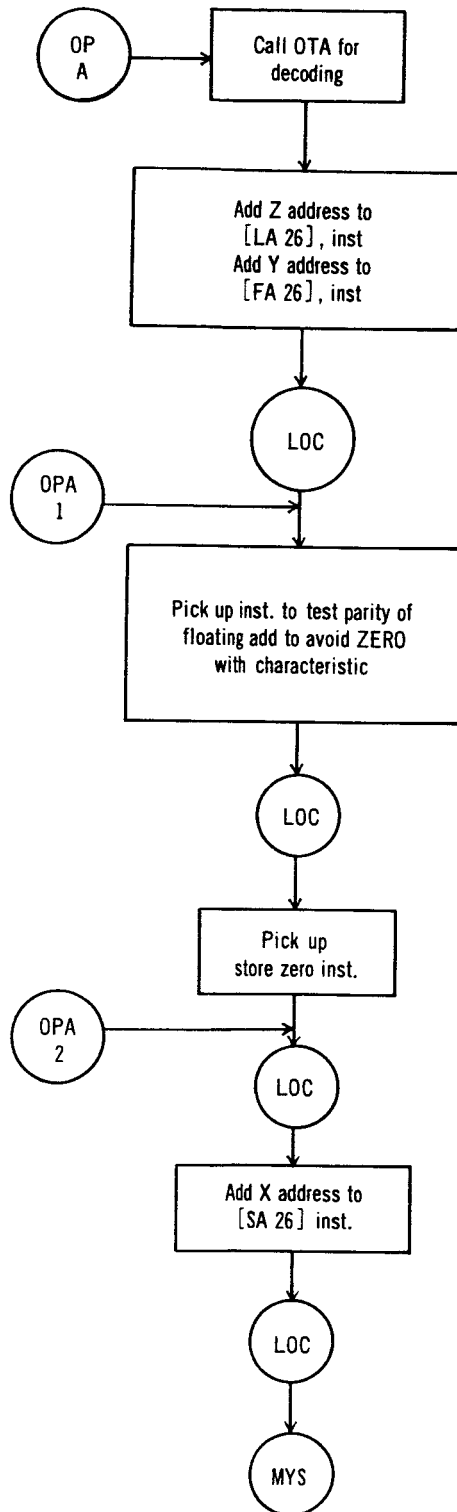 OP
A
Call OTA for
decoding
Add Z address to
[LA 26], inst
Add Y address to
[FA 26], inst
LOC
OPA
1
Pick up inst. to test parity of
floating add to avoid ZERO
with characteristic
LOC
Pick up
store zero inst.
OPA
2
LOC
Add X address to
[SA 26] inst.
LOC
MYS